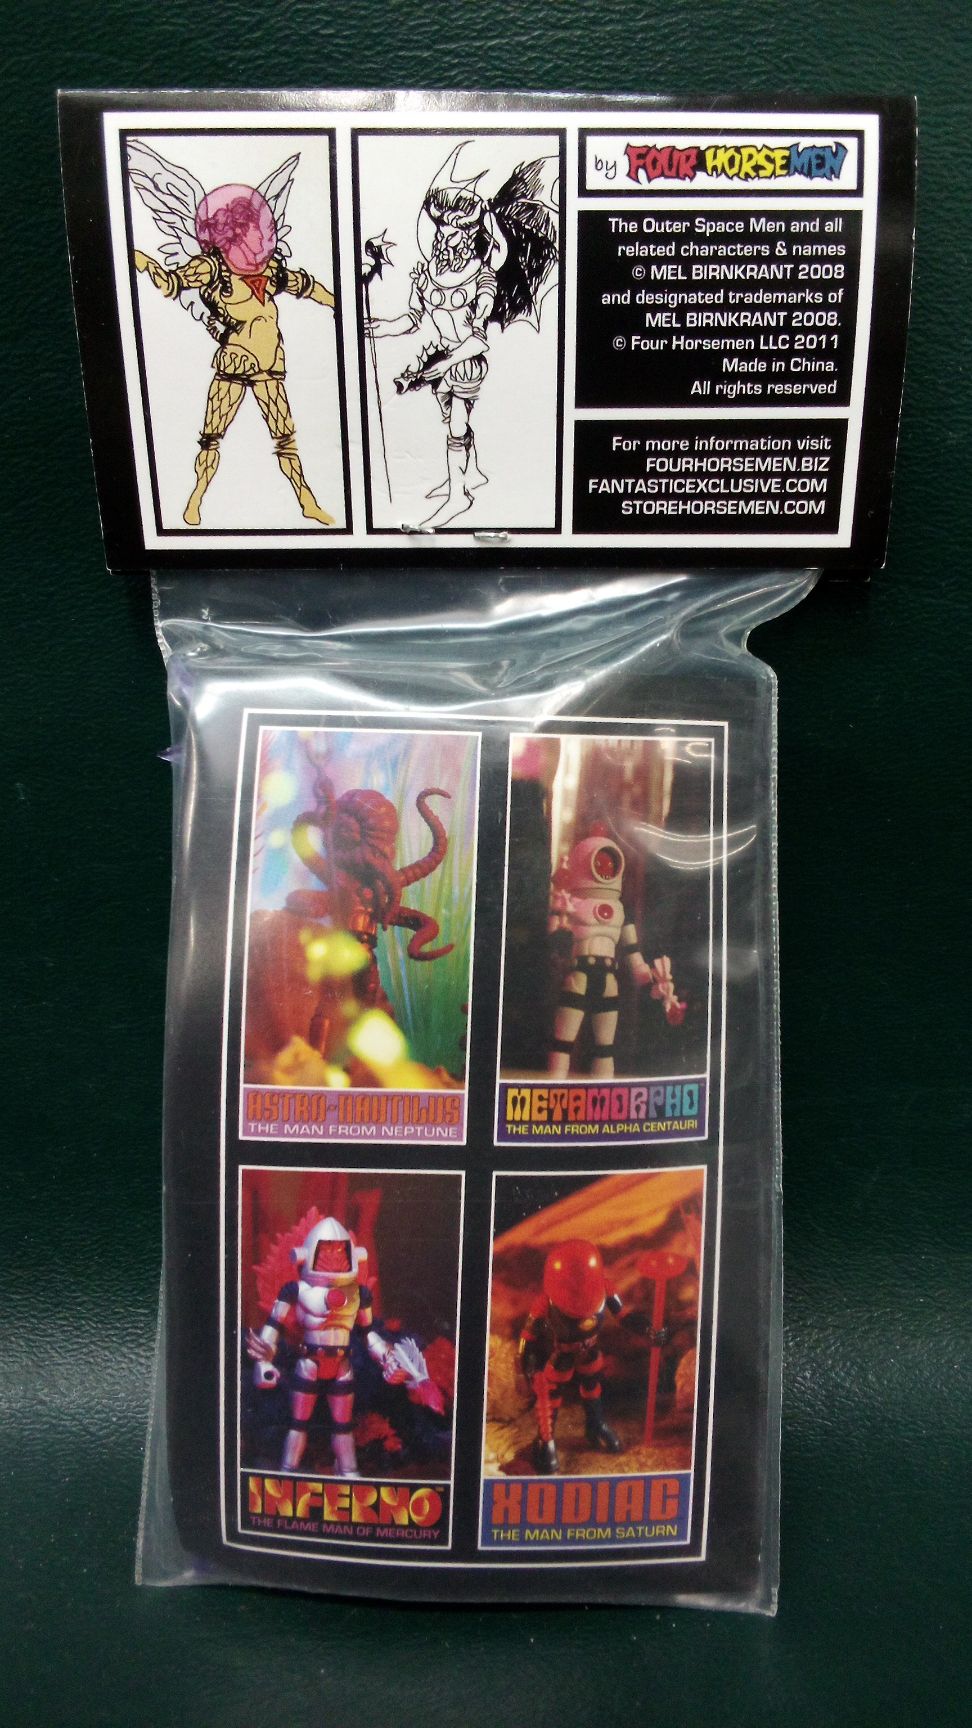 by FOUR HORSEMEN
The Outer Space Men and all
related characters & names
© MEL BIRNKRANT 2008
and designated trademarks of
MEL BIRNKRANT 2008.
© Four Horsemen LLC 2011
Made in China.
All rights reserved
For more information visit
FOURHORSEMEN.BIZ
FANTASTICEXCLUSIVE.COM
STOREHORSEMEN.COM
ASTRO-NAUTILUS
THE MAN FROM NEPTUNE
METAMORPHO™
THE MAN FROM ALPHA CENTAURI
INFERNO™
THE FLAME MAN OF MERCURY
XODIAC
THE MAN FROM SATURN